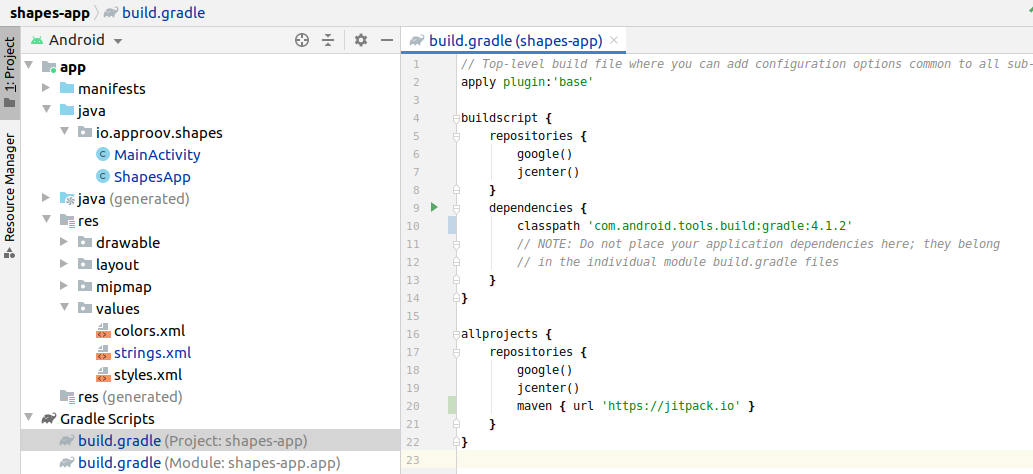 shapes-app build.gradle
1: Project
Resource Manager
Android
app
manifests
java
io.approov.shapes
MainActivity
ShapesApp
java (generated)
res
drawable
layout
mipmap
values
colors.xml
strings.xml
styles.xml
res (generated)
Gradle Scripts
build.gradle (Project: shapes-app)
build.gradle (Module: shapes-app.app)
build.gradle (shapes-app)
1 // Top-level build file where you can add configuration options common to all sub-
2 apply plugin:'base'
3
4 buildscript {
5 repositories {
6 google()
7 jcenter()
8 }
9 dependencies {
10 classpath 'com.android.tools.build:gradle:4.1.2'
11 // NOTE: Do not place your application dependencies here; they belong
12 // in the individual module build.gradle files
13 }
14 }
15
16 allprojects {
17 repositories {
18 google()
19 jcenter()
20 maven { url 'https://jitpack.io' }
21 }
22 }
23